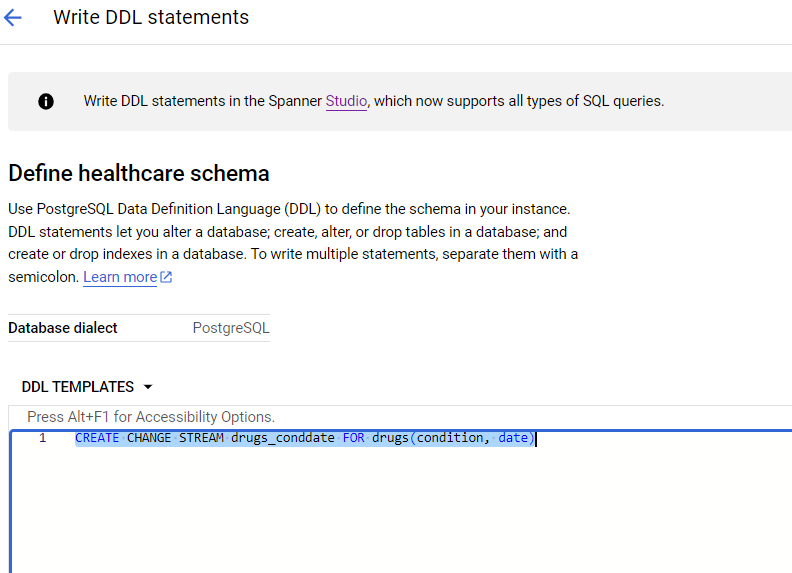 Write DDL statements
Write DDL statements in the Spanner Studio, which now supports all types of SQL queries.
Define healthcare schema
Use PostgreSQL Data Definition Language (DDL) to define the schema in your instance.
DDL statements let you alter a database; create, alter, or drop tables in a database; and
create or drop indexes in a database. To write multiple statements, separate them with a
semicolon. Learn more
Database dialect PostgreSQL
DDL TEMPLATES
Press Alt+F1 for Accessibility Options.
1 CREATE CHANGE STREAM drugs_conddate FOR drugs(condition, date)